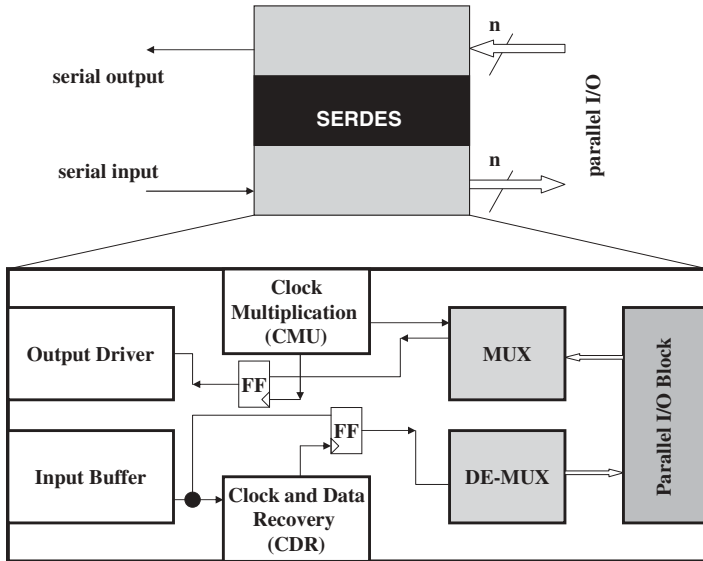 n
serial output
SERDES
parallel I/O
serial input
n
Clock
Multiplication
(CMU)
Output Driver
FF
MUX
Parallel I/O Block
FF
Input Buffer
Clock and Data
Recovery
(CDR)
DE-MUX